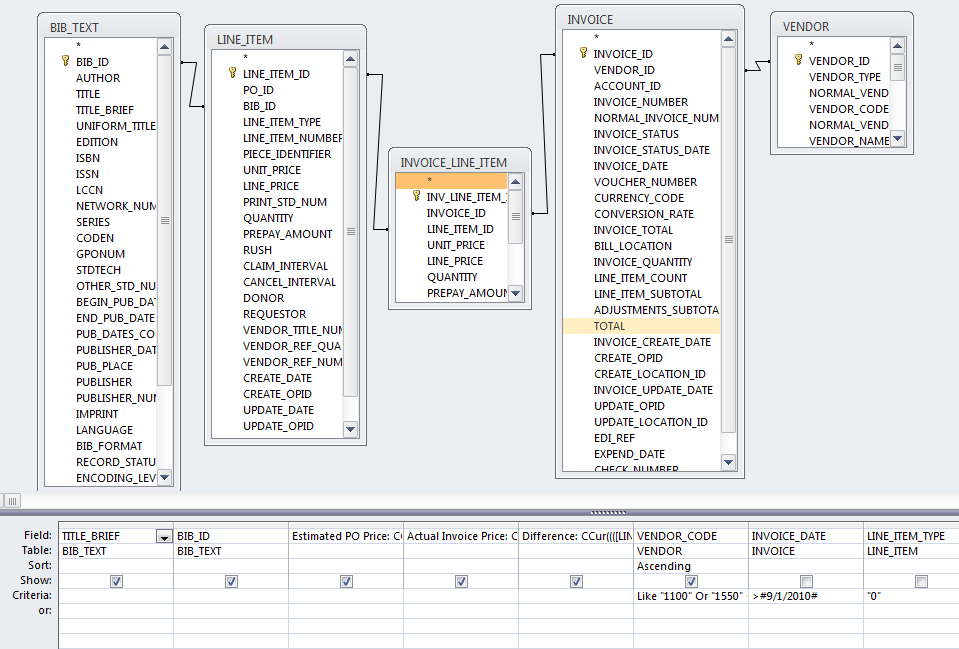 BIB_TEXT
*
BIB_ID
AUTHOR
TITLE
TITLE_BRIEF
UNIFORM_TITLE
EDITION
ISBN
ISSN
LCCN
NETWORK_NUM
SERIES
CODEN
GPONUM
STDTECH
OTHER_STD_NU
BEGIN_PUB_DA
END_PUB_DATE
PUB_DATES_CO
PUBLISHER_DAT
PUB_PLACE
PUBLISHER
PUBLISHER_NU
IMPRINT
LANGUAGE
BIB_FORMAT
RECORD_STATU
ENCODING_LEV
LINE_ITEM
*
LINE_ITEM_ID
PO_ID
BIB_ID
LINE_ITEM_TYPE
LINE_ITEM_NUMBER
PIECE_IDENTIFIER
UNIT_PRICE
LINE_PRICE
PRINT_STD_NUM
QUANTITY
PREPAY_AMOUNT
RUSH
CLAIM_INTERVAL
CANCEL_INTERVAL
DONOR
REQUESTOR
VENDOR_TITLE_NUM
VENDOR_REF_QUA
VENDOR_REF_NUM
CREATE_DATE
CREATE_OPID
UPDATE_DATE
UPDATE_OPID
INVOICE_LINE_ITEM
*
INV_LINE_ITEM_
INVOICE_ID
LINE_ITEM_ID
UNIT_PRICE
LINE_PRICE
QUANTITY
PREPAY_AMOUN
INVOICE
*
INVOICE_ID
VENDOR_ID
ACCOUNT_ID
INVOICE_NUMBER
NORMAL_INVOICE_NUM
INVOICE_STATUS
INVOICE_STATUS_DATE
INVOICE_DATE
VOUCHER_NUMBER
CURRENCY_CODE
CONVERSION_RATE
INVOICE_TOTAL
BILL_LOCATION
INVOICE_QUANTITY
LINE_ITEM_COUNT
LINE_ITEM_SUBTOTAL
ADJUSTMENTS_SUBTOTA
TOTAL
INVOICE_CREATE_DATE
CREATE_OPID
CREATE_LOCATION_ID
INVOICE_UPDATE_DATE
UPDATE_OPID
UPDATE_LOCATION_ID
EDI_REF
EXPEND_DATE
CHECK_NUMBER
VENDOR
*
VENDOR_ID
VENDOR_TYPE
NORMAL_VEND
VENDOR_CODE
NORMAL_VEND
VENDOR_NAME
Field: TITLE_BRIEF BIB_ID Estimated PO Price: C Actual Invoice Price: C Difference: CCur((([LIN VENDOR_CODE INVOICE_DATE LINE_ITEM_TYPE
Table: BIB_TEXT BIB_TEXT VENDOR INVOICE LINE_ITEM
Sort: Ascending
Show:
Criteria: Like "1100" Or "1550" >#9/1/2010# "0"
or: